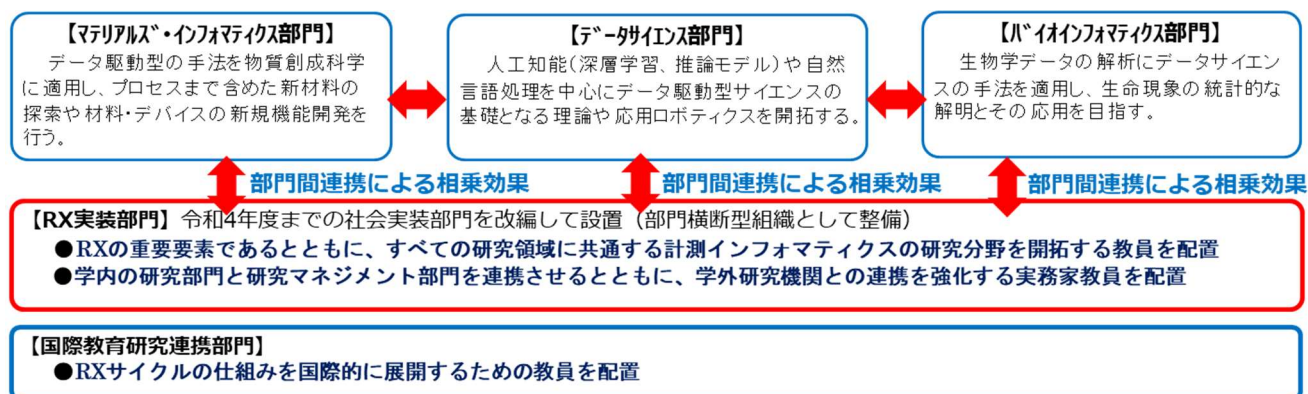 【ﾏﾃﾘｱﾙｽﾞ・ｲﾝﾌｫﾏﾃｨｸｽ部門】
データ駆動型の手法を物質創成科学
に適用し、プロセスまで含めた新材料の
探索や材料・デバイスの新規機能開発を
行う。
【ﾃﾞｰﾀｻｲｴﾝｽ部門】
人工知能(深層学習、推論モデル)や自然
言語処理を中心にデータ駆動型サイエンスの
基礎となる理論や応用ロボティクスを開拓する。
【ﾊﾞｲｵｲﾝﾌｫﾏﾃｨｸｽ部門】
生物学データの解析にデータサイエン
スの手法を適用し、生命現象の統計的な
解明とその応用を目指す。
部門間連携による相乗効果
部門間連携による相乗効果
部門間連携による相乗効果
【RX実装部門】令和4年度までの社会実装部門を改編して設置（部門横断型組織として整備）
●RXの重要要素であるとともに、すべての研究領域に共通する計測インフォマティクスの研究分野を開拓する教員を配置
●学内の研究部門と研究マネジメント部門を連携させるとともに、学外研究機関との連携を強化する実務家教員を配置
【国際教育研究連携部門】
●RXサイクルの仕組みを国際的に展開するための教員を配置